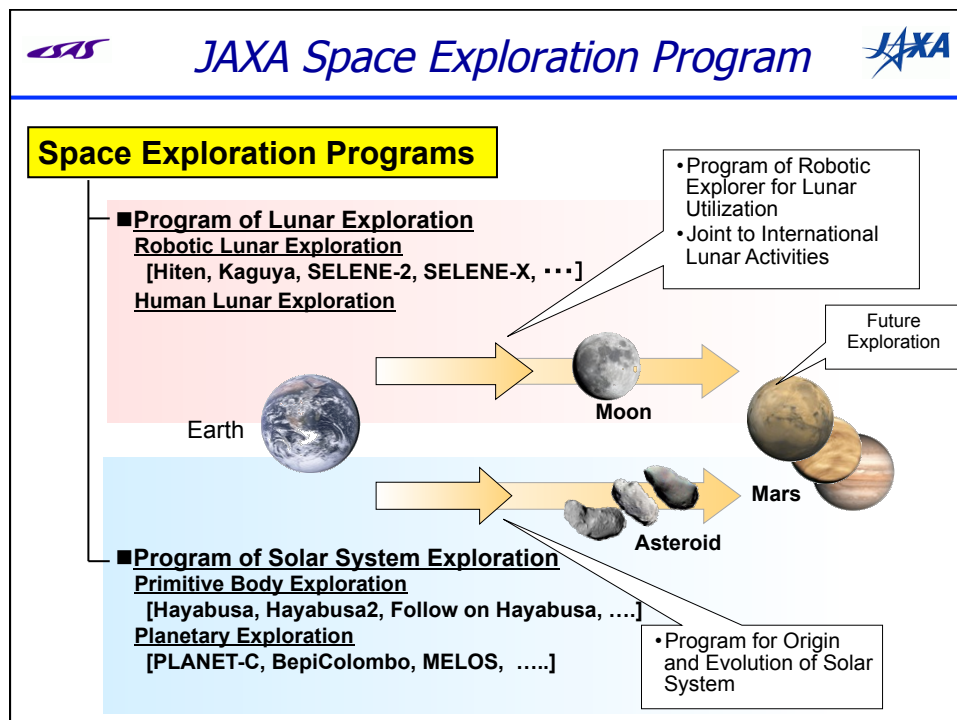 ISAS
JAXA Space Exploration Program
JAXA
Space Exploration Programs
■Program of Lunar Exploration
Robotic Lunar Exploration
[Hiten, Kaguya, SELENE-2, SELENE-X, ・・・]
Human Lunar Exploration
•Program of Robotic
Explorer for Lunar
Utilization
•Joint to International
Lunar Activities
Future
Exploration
Moon
Earth
Mars
Asteroid
■Program of Solar System Exploration
Primitive Body Exploration
[Hayabusa, Hayabusa2, Follow on Hayabusa, ….]
Planetary Exploration
[PLANET-C, BepiColombo, MELOS, …..]
•Program for Origin
and Evolution of Solar
System